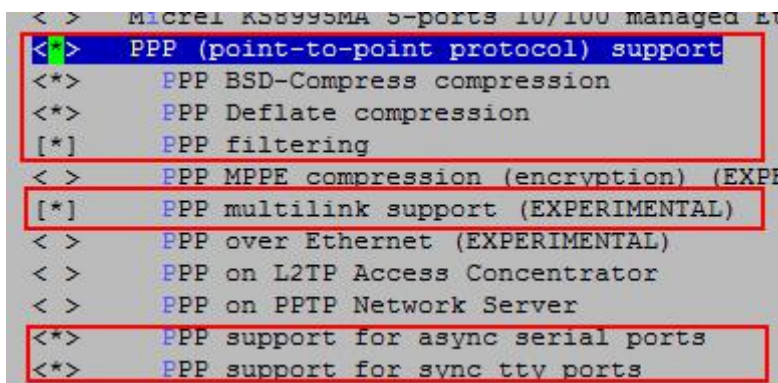 < > Micrel KS8995MA 5-ports 10/100 managed Et
<*> PPP (point-to-point protocol) support
<*> PPP BSD-Compress compression
<*> PPP Deflate compression
[*] PPP filtering
< > PPP MPPE compression (encryption) (EXPE
[*] PPP multilink support (EXPERIMENTAL)
< > PPP over Ethernet (EXPERIMENTAL)
< > PPP on L2TP Access Concentrator
< > PPP on PPTP Network Server
<*> PPP support for async serial ports
<*> PPP support for sync tty ports